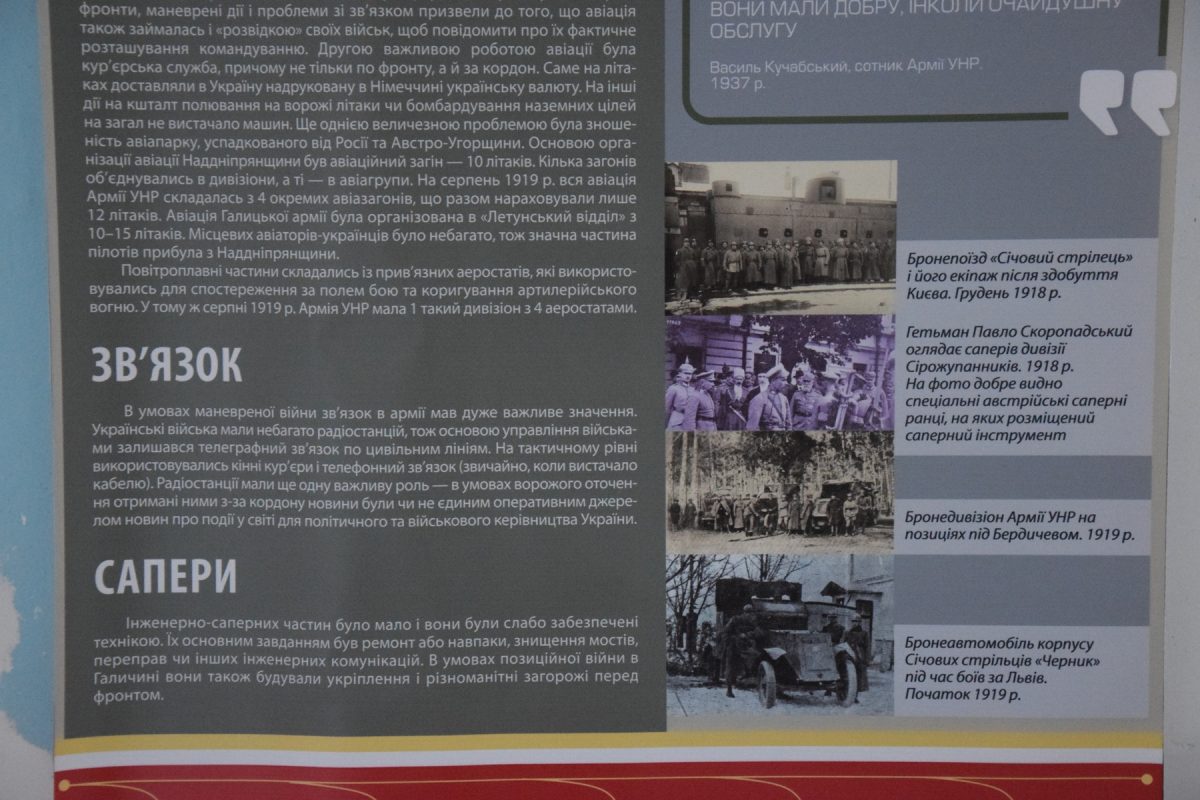 фронти, маневрені дії і проблеми зі зв’язком призвели до того, що авіація
також займалась і «розвідкою» своїх військ, щоб повідомити про їх фактичне
розташування командуванню. Другою важливою роботою авіації була
кур’єрська служба, причому не тільки по фронту, а й за кордон. Саме на літа-
ках доставляли в Україну надруковану в Німеччині українську валюту. На інші
дії на кшталт полювання на ворожі літаки чи бомбардування наземних цілей
на загал не вистачало машин. Ще однією величезною проблемою була зноше-
ність авіапарку, успадкованого від Росії та Австро-Угорщини. Основою орга-
нізації авіації Наддніпрянщини був авіаційний загін — 10 літаків. Кілька загонів
об’єднувались в дивізіони, а ті — в авіагрупи. На серпень 1919 р. вся авіація
Армії УНР складалась з 4 окремих авіазагонів, що разом нараховували лише
12 літаків. Авіація Галицької армії була організована в «Летунський відділ» з
10–15 літаків. Місцевих авіаторів-українців було небагато, тож значна частина
пілотів прибула з Наддніпрянщини.
Повітроплавні частини складались із прив’язних аеростатів, які використо-
вувались для спостереження за полем бою та коригування артилерійського
вогню. У тому ж серпні 1919 р. Армія УНР мала 1 такий дивізіон з 4 аеростатами.
ЗВ’ЯЗОК
В умовах маневреної війни зв’язок в армії мав дуже важливе значення.
Українські війська мали небагато радіостанцій, тож основою управління військa-
ми залишався телеграфний зв’язок по цивільним лініям. На тактичному рівні
використовувались кінні кур’єри і телефонний зв’язок (звичайно, коли вистачало
кабелю). Радіостанції мали ще одну важливу роль — в умовах ворожого оточен-
ня отримані ними з-за кордону новини були чи не єдиним оперативним джере-
лом новин про події у світі для політичного та військового керівництва України.
САПЕРИ
Інженерно-саперних частин було мало і вони були слабо забезпечені
технікою. Їх основним завданням був ремонт або навпаки, знищення мостів,
переправ чи інших інженерних комунікацій. В умовах позиційної війни в
Галичині вони також будували укріплення і різноманітні загорожі перед
фронтом.
ВОНИ МАЛИ ДОБРУ, ІНКОЛИ ОЧАЙДУШНУ
ОБСЛУГУ
Василь Кучабський, сотник Армії УНР.
1937 р.
Бронепоїзд «Січовий стрілець»
і його екіпаж після здобуття
Києва. Грудень 1918 р.
Гетьман Павло Скоропадський
оглядає саперів дивізії
Сірожупанників. 1918 р.
На фото добре видно
спеціальні австрійські саперні
ранці, на яких розміщений
саперний інструмент
Бронедивізіон Армії УНР на
позиціях під Бердичевом. 1919 р.
Бронеавтомобіль корпусу
Січових стрільців «Черник»
під час боїв за Львів.
Початок 1919 р.